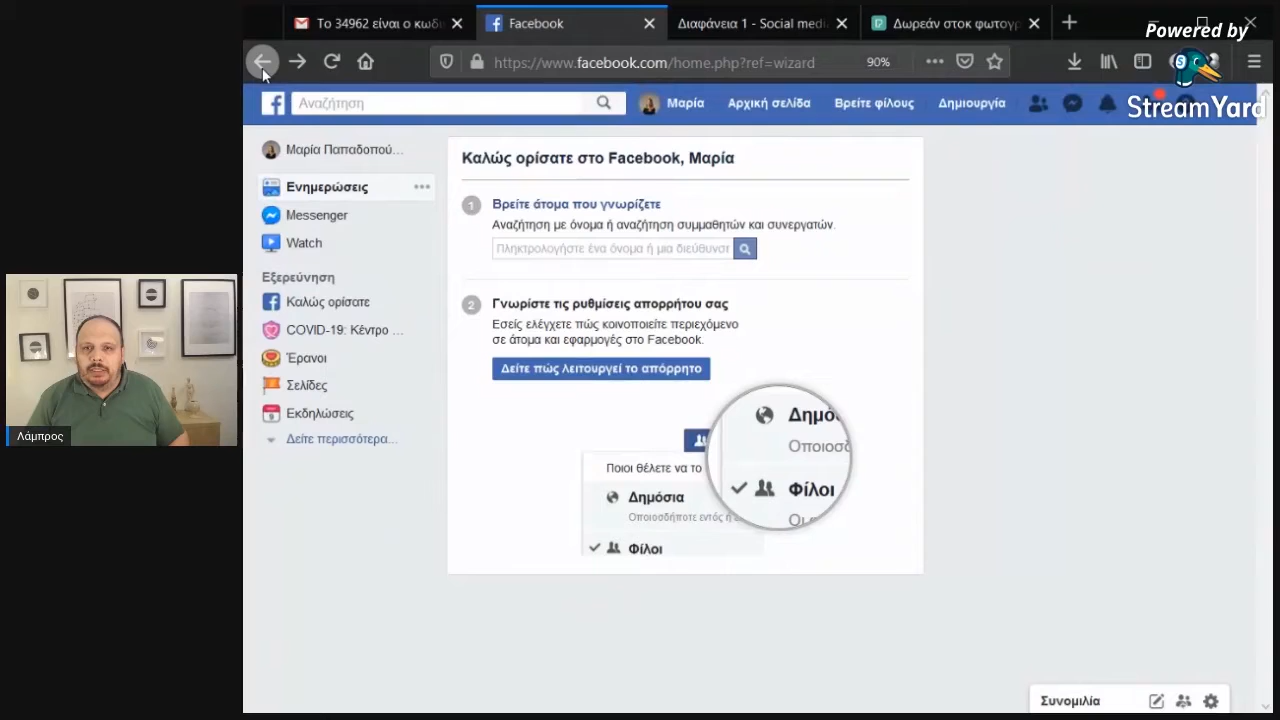 Το 34962 είναι ο κωδι
Facebook
Διαφάνεια 1 - Social medi
Δωρεάν στοκ φωτογρ
Powered by
StreamYard
https://www.facebook.com/home.php?ref=wizard
90%
Αναζήτηση
Μαρία
Αρχική σελίδα
Βρείτε φίλους
Δημιουργία
Μαρία Παπαδοπού...
Ενημερώσεις
Messenger
Watch
Εξερεύνηση
Καλώς ορίσατε
COVID-19: Κέντρο ...
Έρανοι
Σελίδες
9
Εκδηλώσεις
Δείτε περισσότερα...
Καλώς ορίσατε στο Facebook, Μαρία
1
Βρείτε άτομα που γνωρίζετε
Αναζήτηση με όνομα ή αναζήτηση συμμαθητών και συνεργατών.
Πληκτρολογήστε ένα όνομα ή μια διεύθυνση
2
Γνωρίστε τις ρυθμίσεις απορρήτου σας
Εσείς ελέγχετε πώς κοινοποιείτε περιεχόμενο
σε άτομα και εφαρμογές στο Facebook.
Δείτε πώς λειτουργεί το απόρρητο
Ποιοι θέλετε να το
Δημόσια
Οποιοσδήποτε εντός ή ε
Φίλοι
Δημό
Οποιοσδ
Φίλοι
Λάμπρος
Συνομιλία